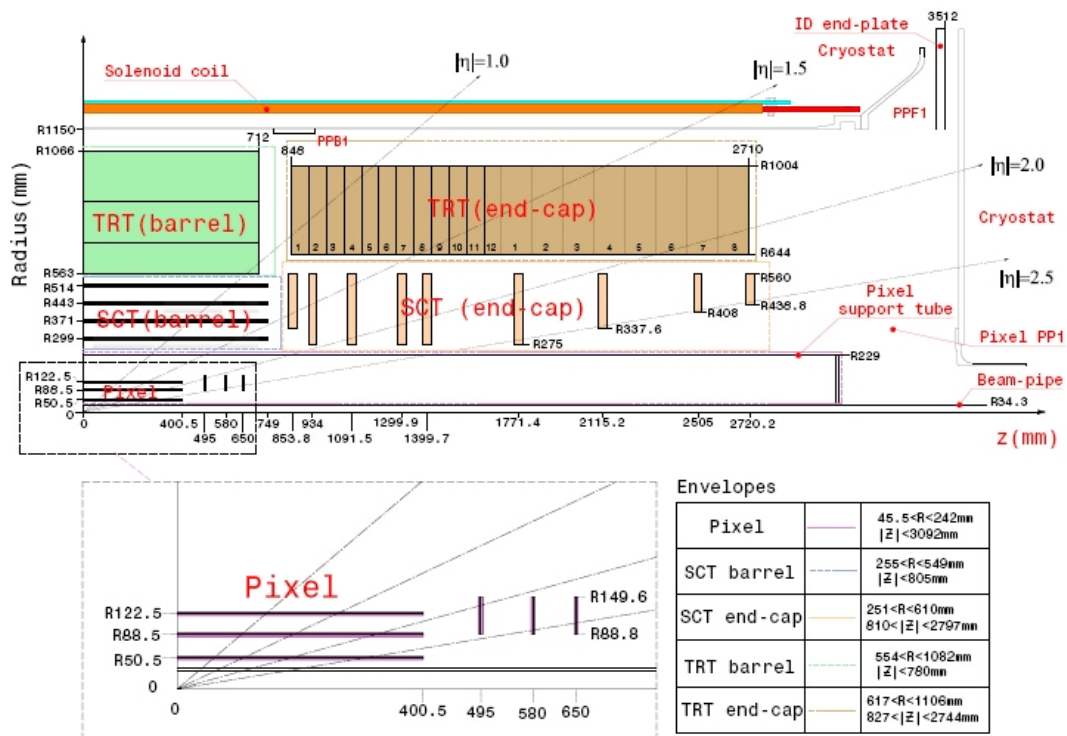 3512
ID end-plate
Cryostat
|η|=1.0
|η|=1.5
Solenoid coil
PPF1
R1150
712
PPB1
R1066
848
2710
R1004
|η|=2.0
TRT(barrel)
TRT(end-cap)
Cryostat
1 2 3 4 5 6 7 8 9 10 11 12 1 2 3 4 5 6 7 8
R644
Radius(mm)
R563
R560
R514
R443
R438.8
SCT(barrel)
SCT (end-cap)
R408
|η|=2.5
Pixel
support tube
R371
R337.6
R299
R275
Pixel PP1
R229
R122.5
R88.5
Pixel
R50.5
Beam-pipe
R34.3
0
0 400.5 580 749 934 1299.9 1771.4 2115.2 2505 2720.2
495 650 853.8 1091.5 1399.7
Z(mm)
Pixel
R122.5
R88.5
R50.5
0
R149.6
R88.8
0 400.5 495 580 650
Envelopes
Pixel 45.5<R<242mm
|Z|<3092mm
SCT barrel 255<R<549mm
|Z|<805mm
SCT end-cap 251<R<610mm
810<|Z|<2797mm
TRT barrel 554<R<1082mm
|Z|<780mm
TRT end-cap 617<R<1106mm
827<|Z|<2744mm